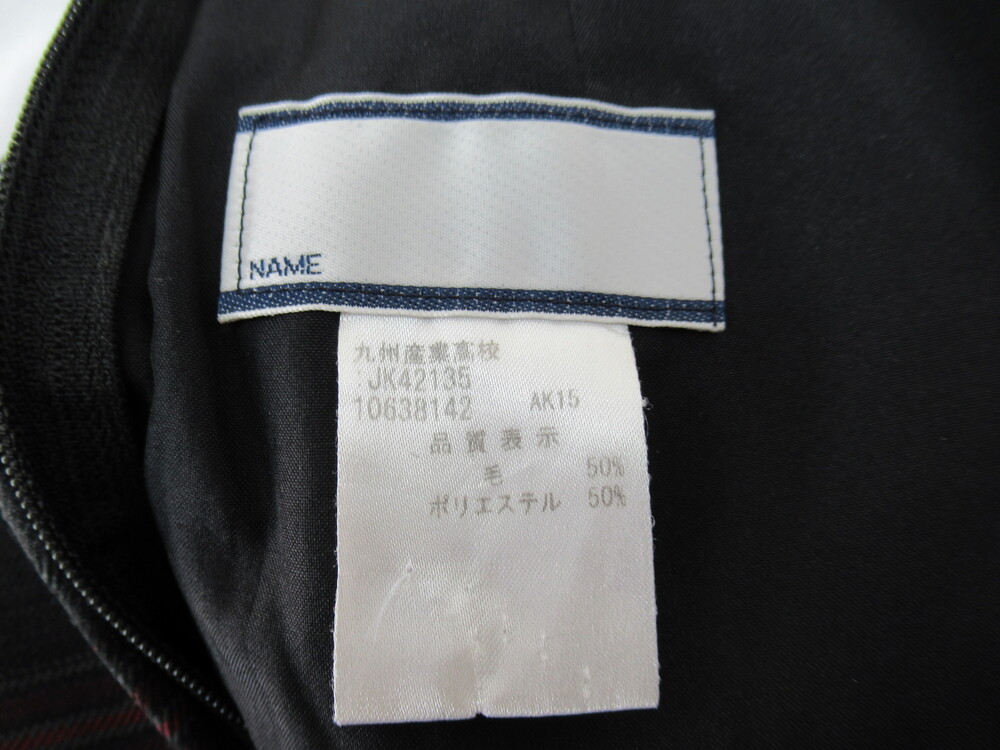 NAME
九州産業高校
:JK42135
10638142 AK15
品質表示
毛 50%
ポリエステル 50%